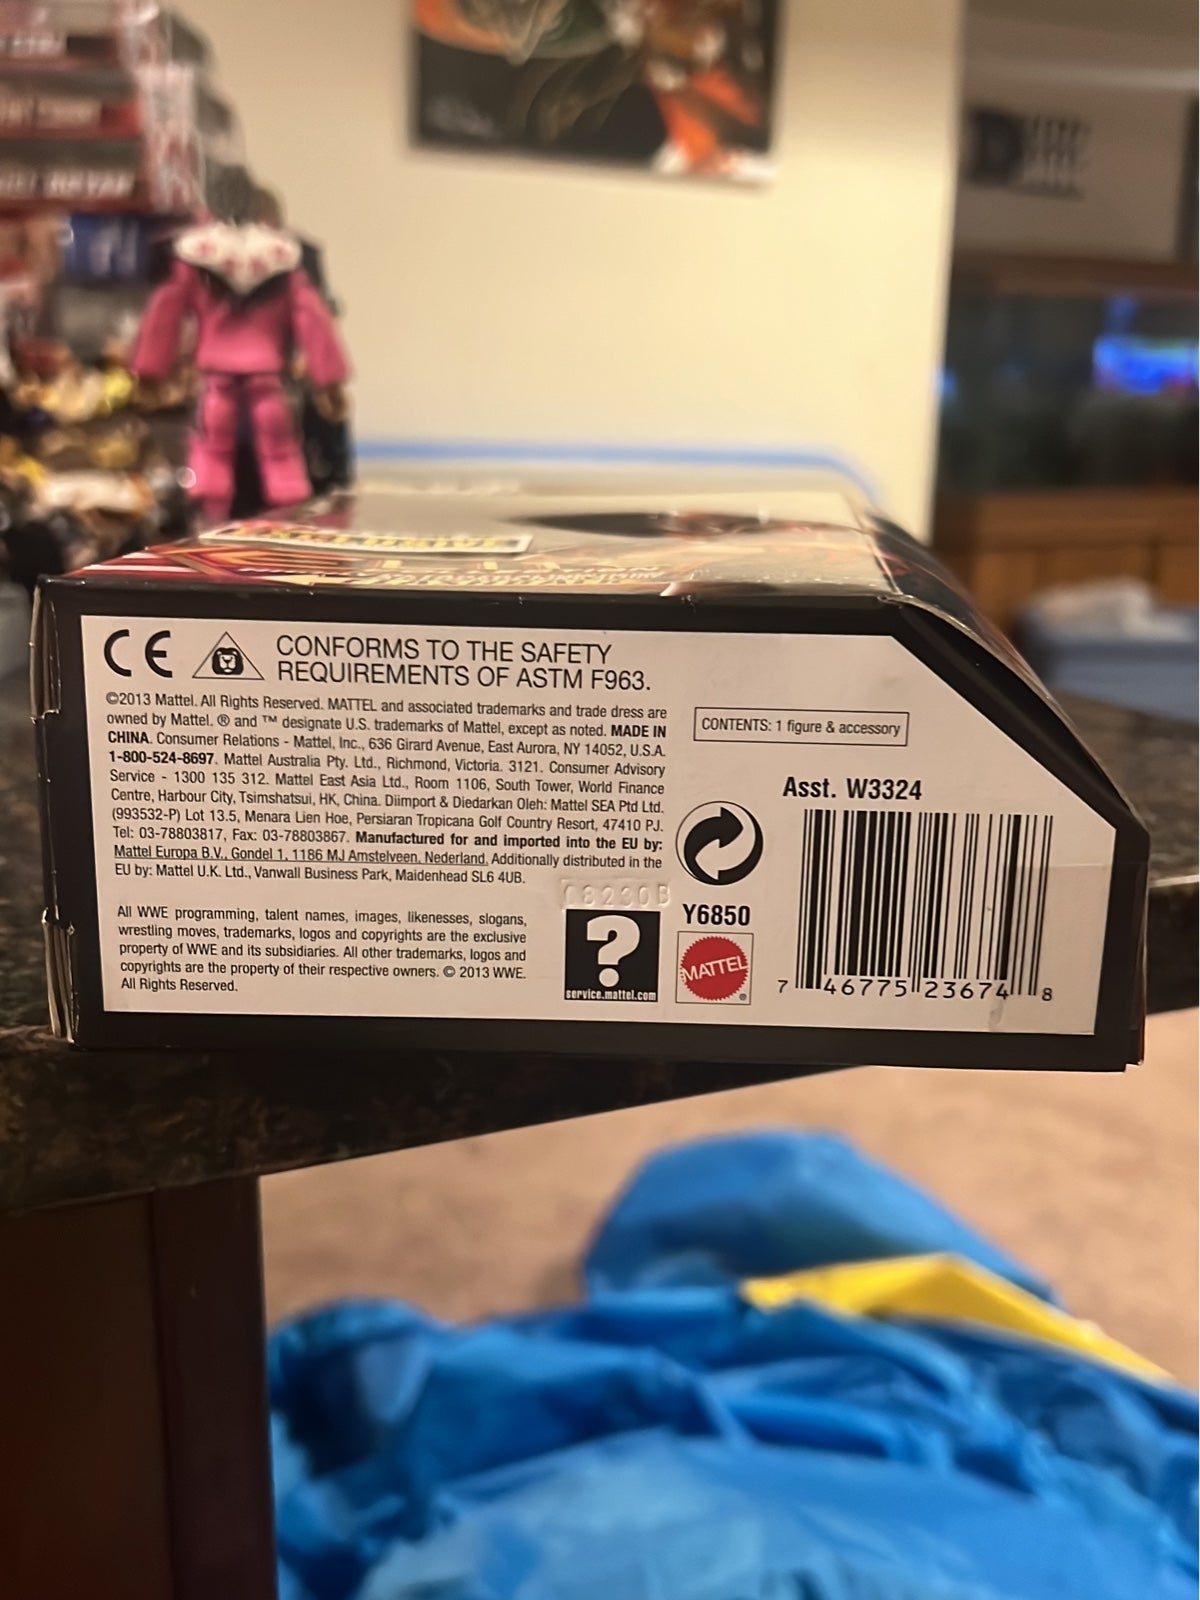 CE
CONFORMS TO THE SAFETY
REQUIREMENTS OF ASTM F963.
©2013 Mattel. All Rights Reserved. MATTEL and associated trademarks and trade dress are
owned by Mattel. ® and ™ designate U.S. trademarks of Mattel, except as noted. MADE IN
CHINA. Consumer Relations - Mattel, Inc., 636 Girard Avenue, East Aurora, NY 14052, U.S.A.
1-800-524-8697. Mattel Australia Pty. Ltd., Richmond, Victoria. 3121. Consumer Advisory
Service - 1300 135 312. Mattel East Asia Ltd., Room 1106, South Tower, World Finance
Centre, Harbour City, Tsimshatsui, HK, China. Diimport & Diedarkan Oleh: Mattel SEA Ptd Ltd.
(993532-P) Lot 13.5, Menara Lien Hoe, Persiaran Tropicana Golf Country Resort, 47410 PJ.
Tel: 03-78803817, Fax: 03-78803867. Manufactured for and imported into the EU by:
Mattel Europa B.V., Gondel 1, 1186 MJ Amstelveen, Nederland. Additionally distributed in the
EU by: Mattel U.K. Ltd., Vanwall Business Park, Maidenhead SL6 4UB.
All WWE programming, talent names, images, likenesses, slogans,
wrestling moves, trademarks, logos and copyrights are the exclusive
property of WWE and its subsidiaries. All other trademarks, logos and
copyrights are the property of their respective owners. © 2013 WWE.
All Rights Reserved.
?
service.mattel.com
CONTENTS: 1 figure & accessory
Asst. W3324
Y6850
MATTEL
®
7 46775 23674 8